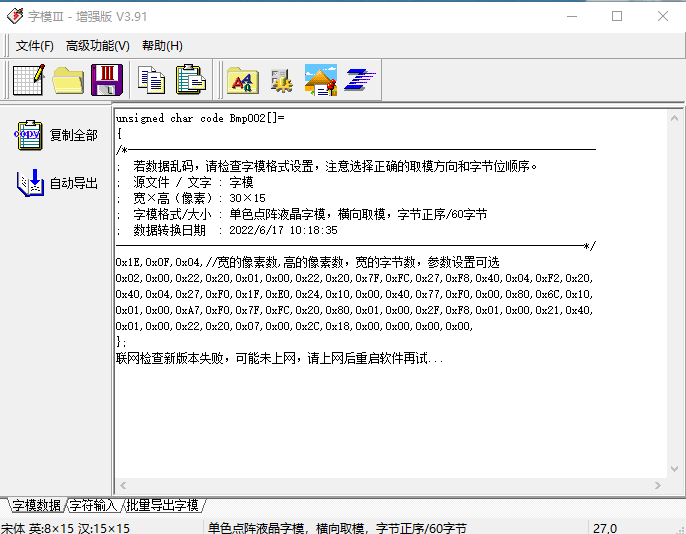 字模Ⅲ - 增强版 V3.91
文件(F) 高级功能(V) 帮助(H)
复制全部
自动导出
unsigned char code Bmp002[]=
{
/*————————————————————————————————
; 若数据乱码，请检查字模格式设置，注意选择正确的取模方向和字节位顺序。
; 源文件 / 文字 : 字模
; 宽×高（像素）: 30×15
; 字模格式/大小 : 单色点阵液晶字模，横向取模，字节正序/60字节
; 数据转换日期 : 2022/6/17 10:18:35
————————————————————————————————*/
0x1E,0x0F,0x04,//宽的像素数,高的像素数，宽的字节数，参数设置可选
0x02,0x00,0x22,0x20,0x01,0x00,0x22,0x20,0x7F,0xFC,0x27,0xF8,0x40,0x04,0xF2,0x20,
0x40,0x04,0x27,0xF0,0x1F,0xE0,0x24,0x10,0x00,0x40,0x77,0xF0,0x00,0x80,0x6C,0x10,
0x01,0x00,0xA7,0xF0,0x7F,0xFC,0x20,0x80,0x01,0x00,0x2F,0xF8,0x01,0x00,0x21,0x40,
0x01,0x00,0x22,0x20,0x07,0x00,0x2C,0x18,0x00,0x00,0x00,0x00,
};
联网检查新版本失败，可能未上网，请上网后重启软件再试...
字模数据 字符输入 批量导出字模
宋体 英:8×15 汉:15×15 单色点阵液晶字模，横向取模，字节正序/60字节 27,0